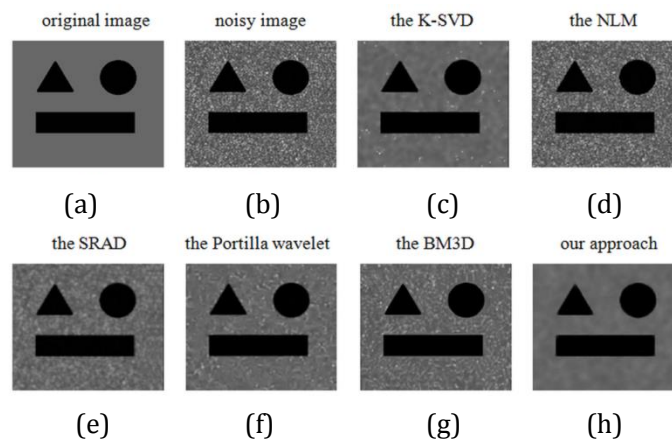 original image noisy image the K-SVD the NLM
(a) (b) (c) (d)
the SRAD the Portilla wavelet the BM3D our approach
(e) (f) (g) (h)